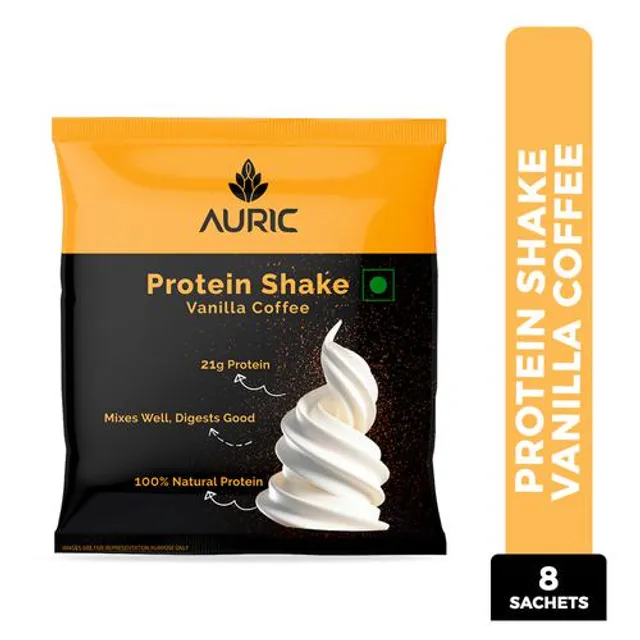 AURIC
Protein Shake
Vanilla Coffee
21g Protein
Mixes Well, Digests Good
100% Natural Protein
IMAGES ARE FOR REPRESENTATION PURPOSE ONLY
PROTEIN SHAKE
VANILLA COFFEE
8
SACHETS